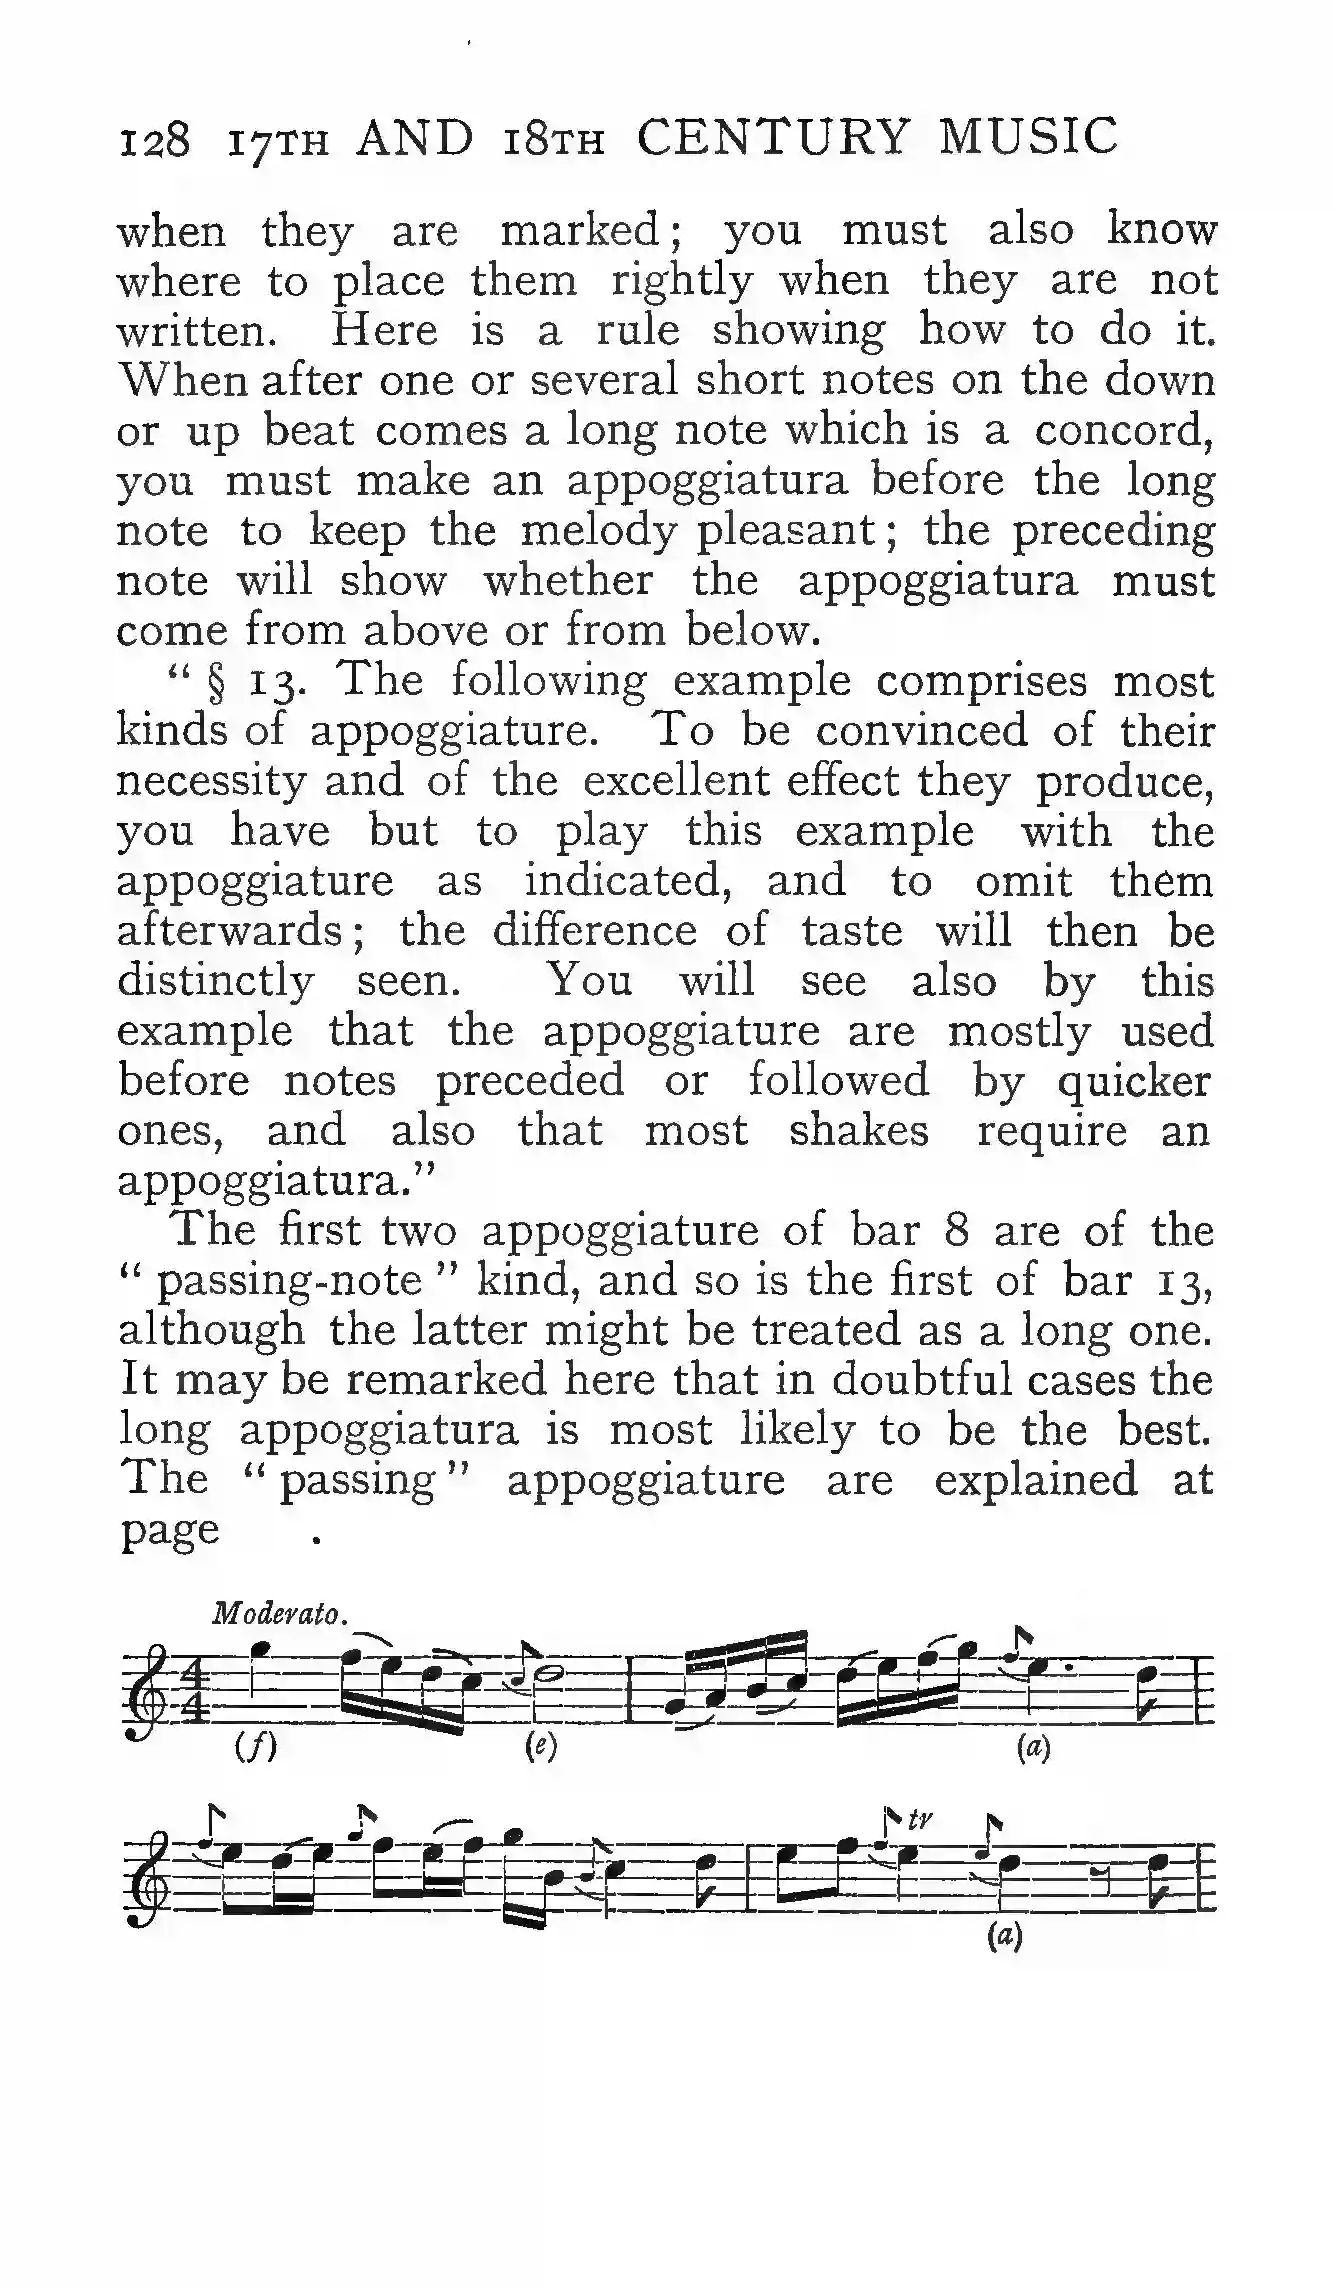 128 17TH AND 18TH CENTURY MUSIC
when they are marked; you must also know
where to place them rightly when they are not
written. Here is a rule showing how to do it.
When after one or several short notes on the down
or up beat comes a long note which is a concord,
you must make an appoggiatura before the long
note to keep the melody pleasant; the preceding
note will show whether the appoggiatura must
come from above or from below.
“ § 13. The following example comprises most
kinds of appoggiature. To be convinced of their
necessity and of the excellent effect they produce,
you have but to play this example with the
appoggiature as indicated, and to omit them
afterwards; the difference of taste will then be
distinctly seen. You will see also by this
example that the appoggiature are mostly used
before notes preceded or followed by quicker
ones, and also that most shakes require an
appoggiatura.”
The first two appoggiature of bar 8 are of the
“ passing-note ” kind, and so is the first of bar 13,
although the latter might be treated as a long one.
It may be remarked here that in doubtful cases the
long appoggiatura is most likely to be the best.
The “ passing ” appoggiature are explained at
page .
Moderato.
4
4
(f) (e) (a)
tr
(a)